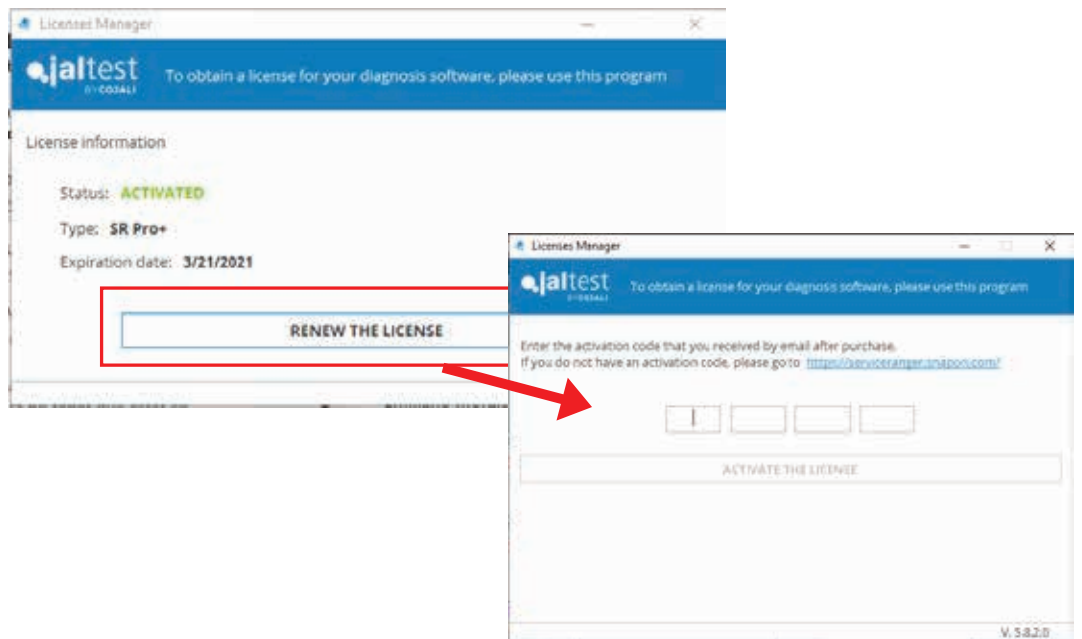 Licenses Manager
jaltest
BY COJALI
To obtain a license for your diagnosis software, please use this program
License information
Status: ACTIVATED
Type: SR Pro+
Expiration date: 3/21/2021
RENEW THE LICENSE
Licenses Manager
jaltest
BY COJALI
To obtain a license for your diagnosis software, please use this program
Enter the activation code that you received by email after purchase.
If you do not have an activation code, please go to https://serviceranger.snapon.com/
ACTIVATE THE LICENSE
V. 5.8.2.0